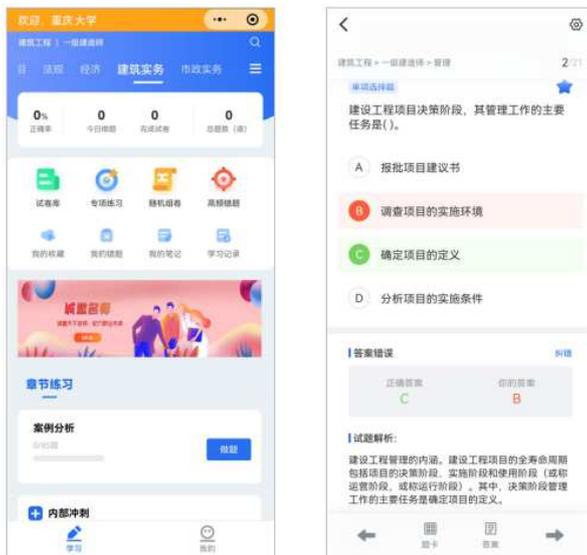 欢迎，重庆大学
建筑工程 | 一级建造师
目 法规 经济 建筑实务 市政实务
0% 0 0 0
正确率 今日做题 完成试卷 总题数（道）
试卷库 专项练习 随机组卷 高频错题
我的收藏 我的错题 我的笔记 学习记录
城邀名师
章节练习
案例分析
0/95题
做题
内部冲刺
学习 我的
建筑工程 > 一级建造师 > 管理 2/21
单项选择题
建设工程项目决策阶段，其管理工作的主要
任务是( )。
A 报批项目建议书
B 调查项目的实施环境
C 确定项目的定义
D 分析项目的实施条件
答案错误 纠错
正确答案 你的答案
C B
试题解析：
建设工程管理的内涵。建设工程项目的全寿命周期
包括项目的决策阶段、实施阶段和使用阶段（或称
运营阶段，或称运行阶段）。其中，决策阶段管理
工作的主要任务是确定项目的定义。
题卡 答案